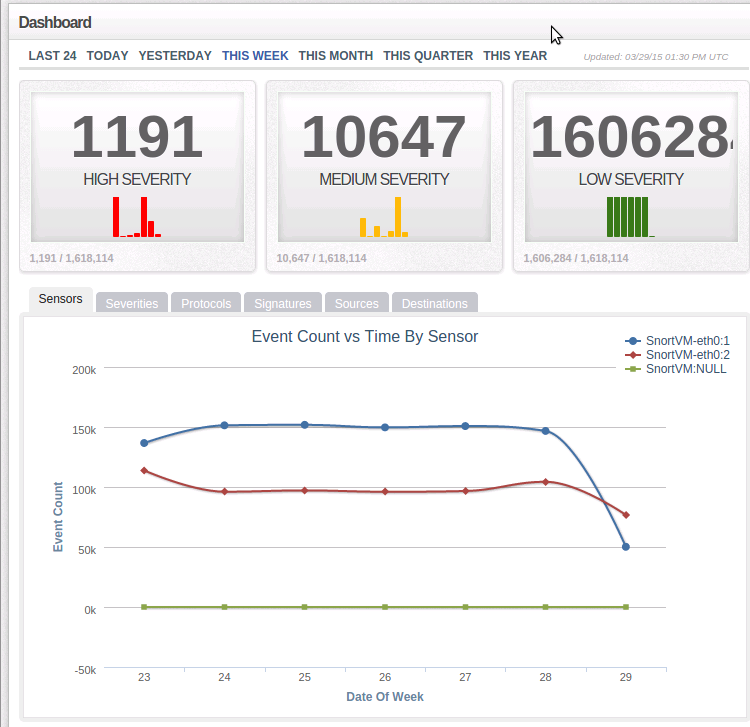 Dashboard
LAST 24 TODAY YESTERDAY THIS WEEK THIS MONTH THIS QUARTER THIS YEAR Updated: 03/29/15 01:30 PM UTC
1191 10647 1606284
HIGH SEVERITY MEDIUM SEVERITY LOW SEVERITY
1,191 / 1,618,114 10,647 / 1,618,114 1,606,284 / 1,618,114
Sensors Severities Protocols Signatures Sources Destinations
Event Count vs Time By Sensor
SnortVM-eth0:1
SnortVM-eth0:2
SnortVM:NULL
200k
150k
100k
50k
0k
-50k
Event Count
23 24 25 26 27 28 29
Date Of Week